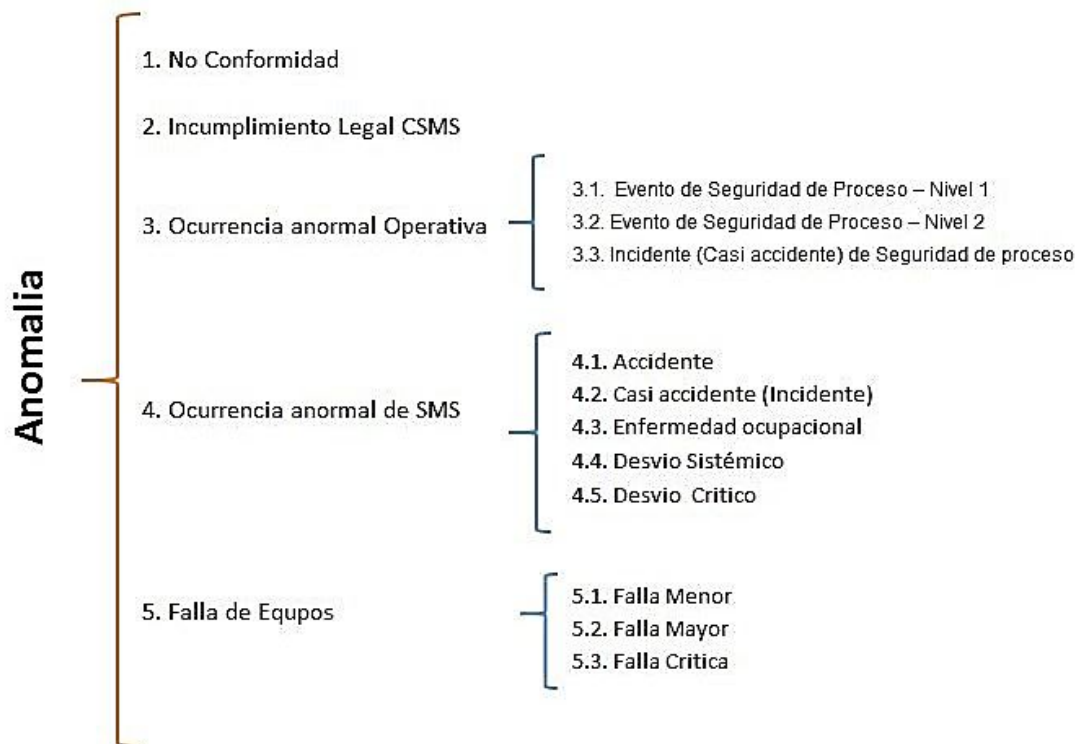 Anomalia
1. No Conformidad
2. Incumplimiento Legal CSMS
3. Ocurrencia anormal Operativa
3.1. Evento de Seguridad de Proceso – Nivel 1
3.2. Evento de Seguridad de Proceso – Nivel 2
3.3. Incidente (Casi accidente) de Seguridad de proceso
4. Ocurrencia anormal de SMS
4.1. Accidente
4.2. Casi accidente (Incidente)
4.3. Enfermedad ocupacional
4.4. Desvio Sistémico
4.5. Desvio Critico
5. Falla de Equpos
5.1. Falla Menor
5.2. Falla Mayor
5.3. Falla Critica